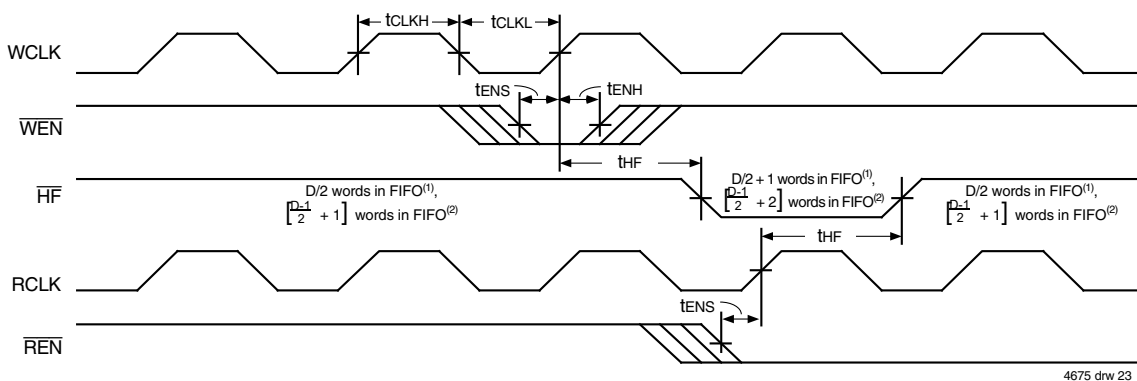 tCLKH tCLKL
WCLK
tENS tENH
WEN
tHF
HF
D/2 words in FIFO(1),
[D-1/2 + 1] words in FIFO(2)
D/2 + 1 words in FIFO(1),
[D-1/2 + 2] words in FIFO(2)
D/2 words in FIFO(1),
[D-1/2 + 1] words in FIFO(2)
tHF
RCLK
tENS
REN
4675 drw 23